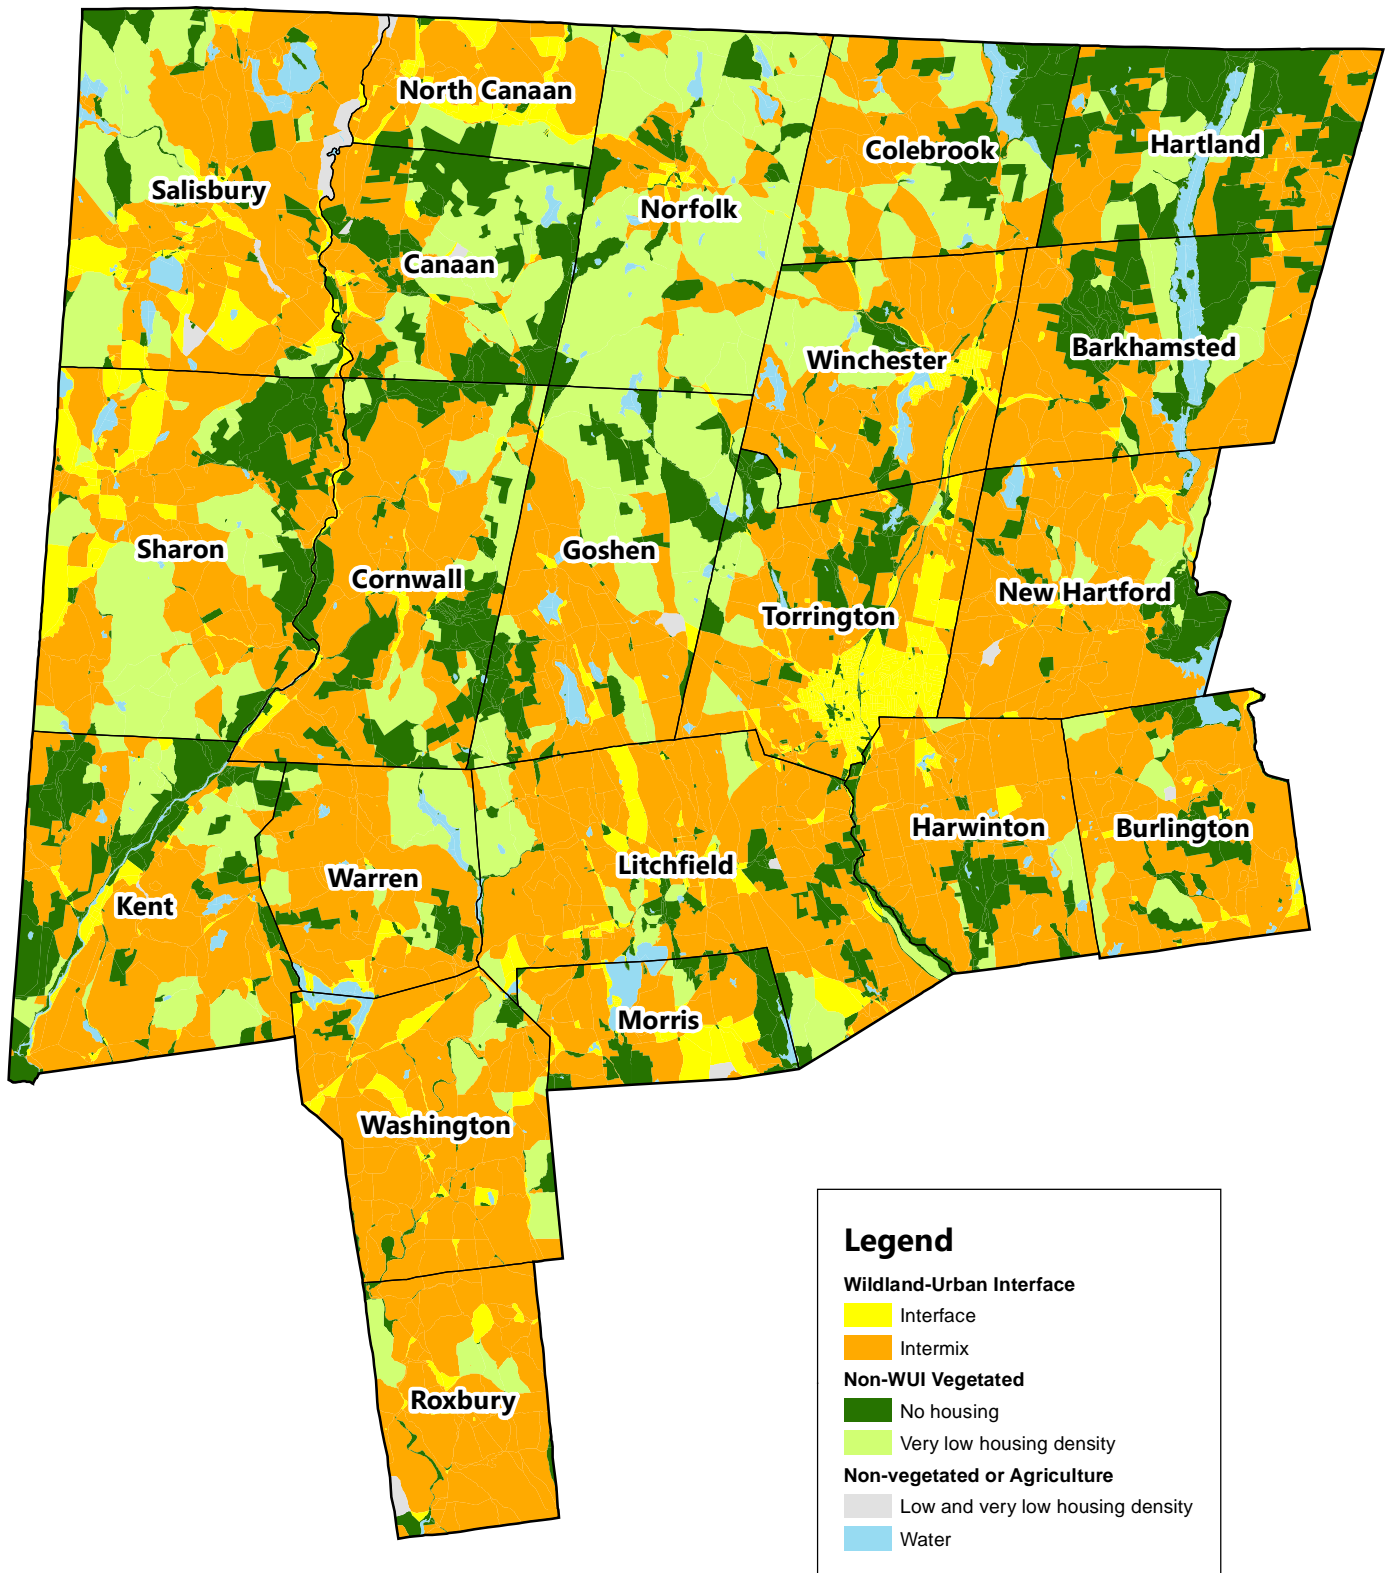 North Canaan
Colebrook
Hartland
Salisbury
Norfolk
Canaan
Winchester
Barkhamsted
Sharon
Goshen
Cornwall
New Hartford
Torrington
Harwinton
Burlington
Litchfield
Warren
Kent
Morris
Washington
Roxbury
Legend
Wildland-Urban Interface
Interface
Intermix
Non-WUI Vegetated
No housing
Very low housing density
Non-vegetated or Agriculture
Low and very low housing density
Water